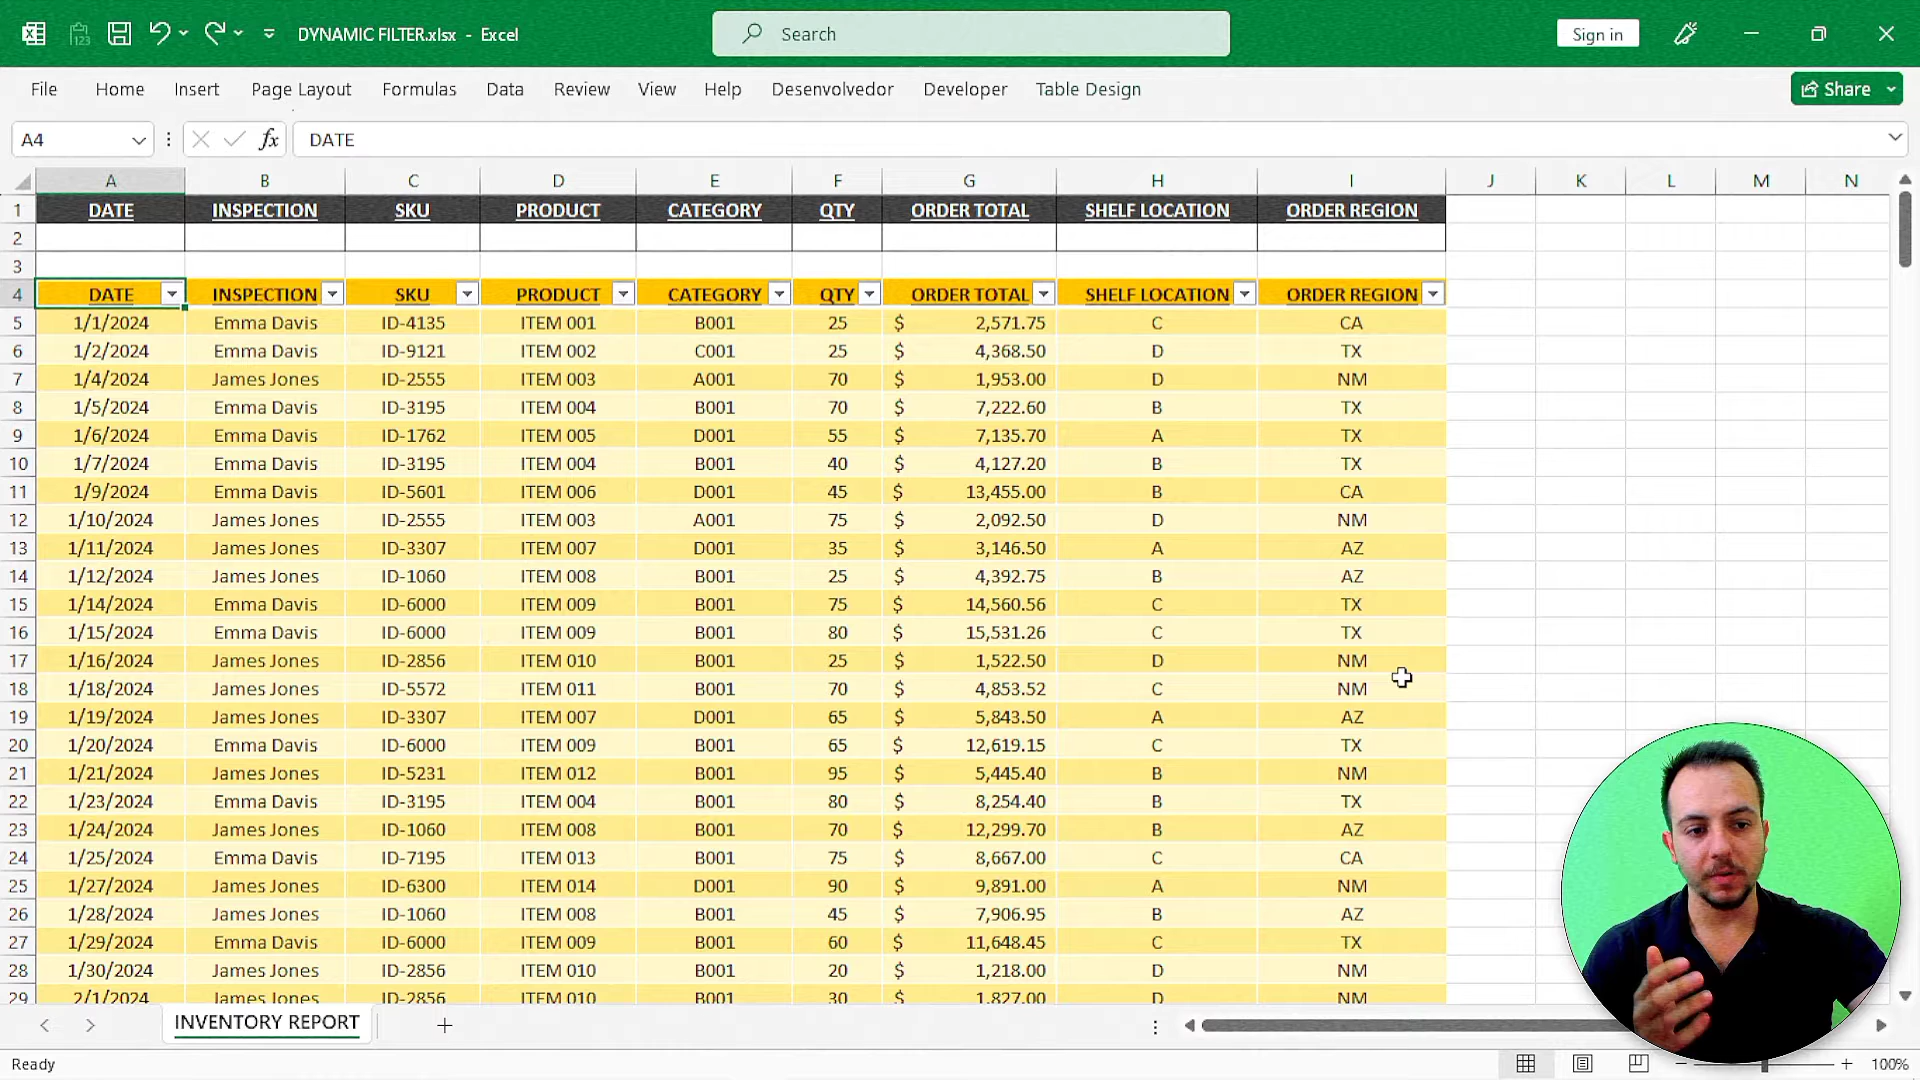 DYNAMIC FILTER.xlsx - Excel
Search
Sign in
File Home Insert Page Layout Formulas Data Review View Help Desenvolvedor Developer Table Design
Share
A4
fx
DATE
A B C D E F G H I J K L M N
1 DATE INSPECTION SKU PRODUCT CATEGORY QTY ORDER TOTAL SHELF LOCATION ORDER REGION
2
3
4 DATE INSPECTION SKU PRODUCT CATEGORY QTY ORDER TOTAL SHELF LOCATION ORDER REGION
5 1/1/2024 Emma Davis ID-4135 ITEM 001 B001 25 $ 2,571.75 C CA
6 1/2/2024 Emma Davis ID-9121 ITEM 002 C001 25 $ 4,368.50 D TX
7 1/4/2024 James Jones ID-2555 ITEM 003 A001 70 $ 1,953.00 D NM
8 1/5/2024 Emma Davis ID-3195 ITEM 004 B001 70 $ 7,222.60 B TX
9 1/6/2024 Emma Davis ID-1762 ITEM 005 D001 55 $ 7,135.70 A TX
10 1/7/2024 Emma Davis ID-3195 ITEM 004 B001 40 $ 4,127.20 B TX
11 1/9/2024 Emma Davis ID-5601 ITEM 006 D001 45 $ 13,455.00 B CA
12 1/10/2024 James Jones ID-2555 ITEM 003 A001 75 $ 2,092.50 D NM
13 1/11/2024 James Jones ID-3307 ITEM 007 D001 35 $ 3,146.50 A AZ
14 1/12/2024 James Jones ID-1060 ITEM 008 B001 25 $ 4,392.75 B AZ
15 1/14/2024 Emma Davis ID-6000 ITEM 009 B001 75 $ 14,560.56 C TX
16 1/15/2024 Emma Davis ID-6000 ITEM 009 B001 80 $ 15,531.26 C TX
17 1/16/2024 James Jones ID-2856 ITEM 010 B001 25 $ 1,522.50 D NM
18 1/18/2024 James Jones ID-5572 ITEM 011 B001 70 $ 4,853.52 C NM
19 1/19/2024 James Jones ID-3307 ITEM 007 D001 65 $ 5,843.50 A AZ
20 1/20/2024 Emma Davis ID-6000 ITEM 009 B001 65 $ 12,619.15 C TX
21 1/21/2024 James Jones ID-5231 ITEM 012 B001 95 $ 5,445.40 B NM
22 1/23/2024 Emma Davis ID-3195 ITEM 004 B001 80 $ 8,254.40 B TX
23 1/24/2024 James Jones ID-1060 ITEM 008 B001 70 $ 12,299.70 B AZ
24 1/25/2024 Emma Davis ID-7195 ITEM 013 B001 75 $ 8,667.00 C CA
25 1/27/2024 James Jones ID-6300 ITEM 014 D001 90 $ 9,891.00 A NM
26 1/28/2024 James Jones ID-1060 ITEM 008 B001 45 $ 7,906.95 B AZ
27 1/29/2024 Emma Davis ID-6000 ITEM 009 B001 60 $ 11,648.45 C TX
28 1/30/2024 James Jones ID-2856 ITEM 010 B001 20 $ 1,218.00 D NM
29 2/1/2024 James Jones ID-2856 ITEM 010 B001 30 $ 1,827.00 D NM
INVENTORY REPORT
Ready
100%